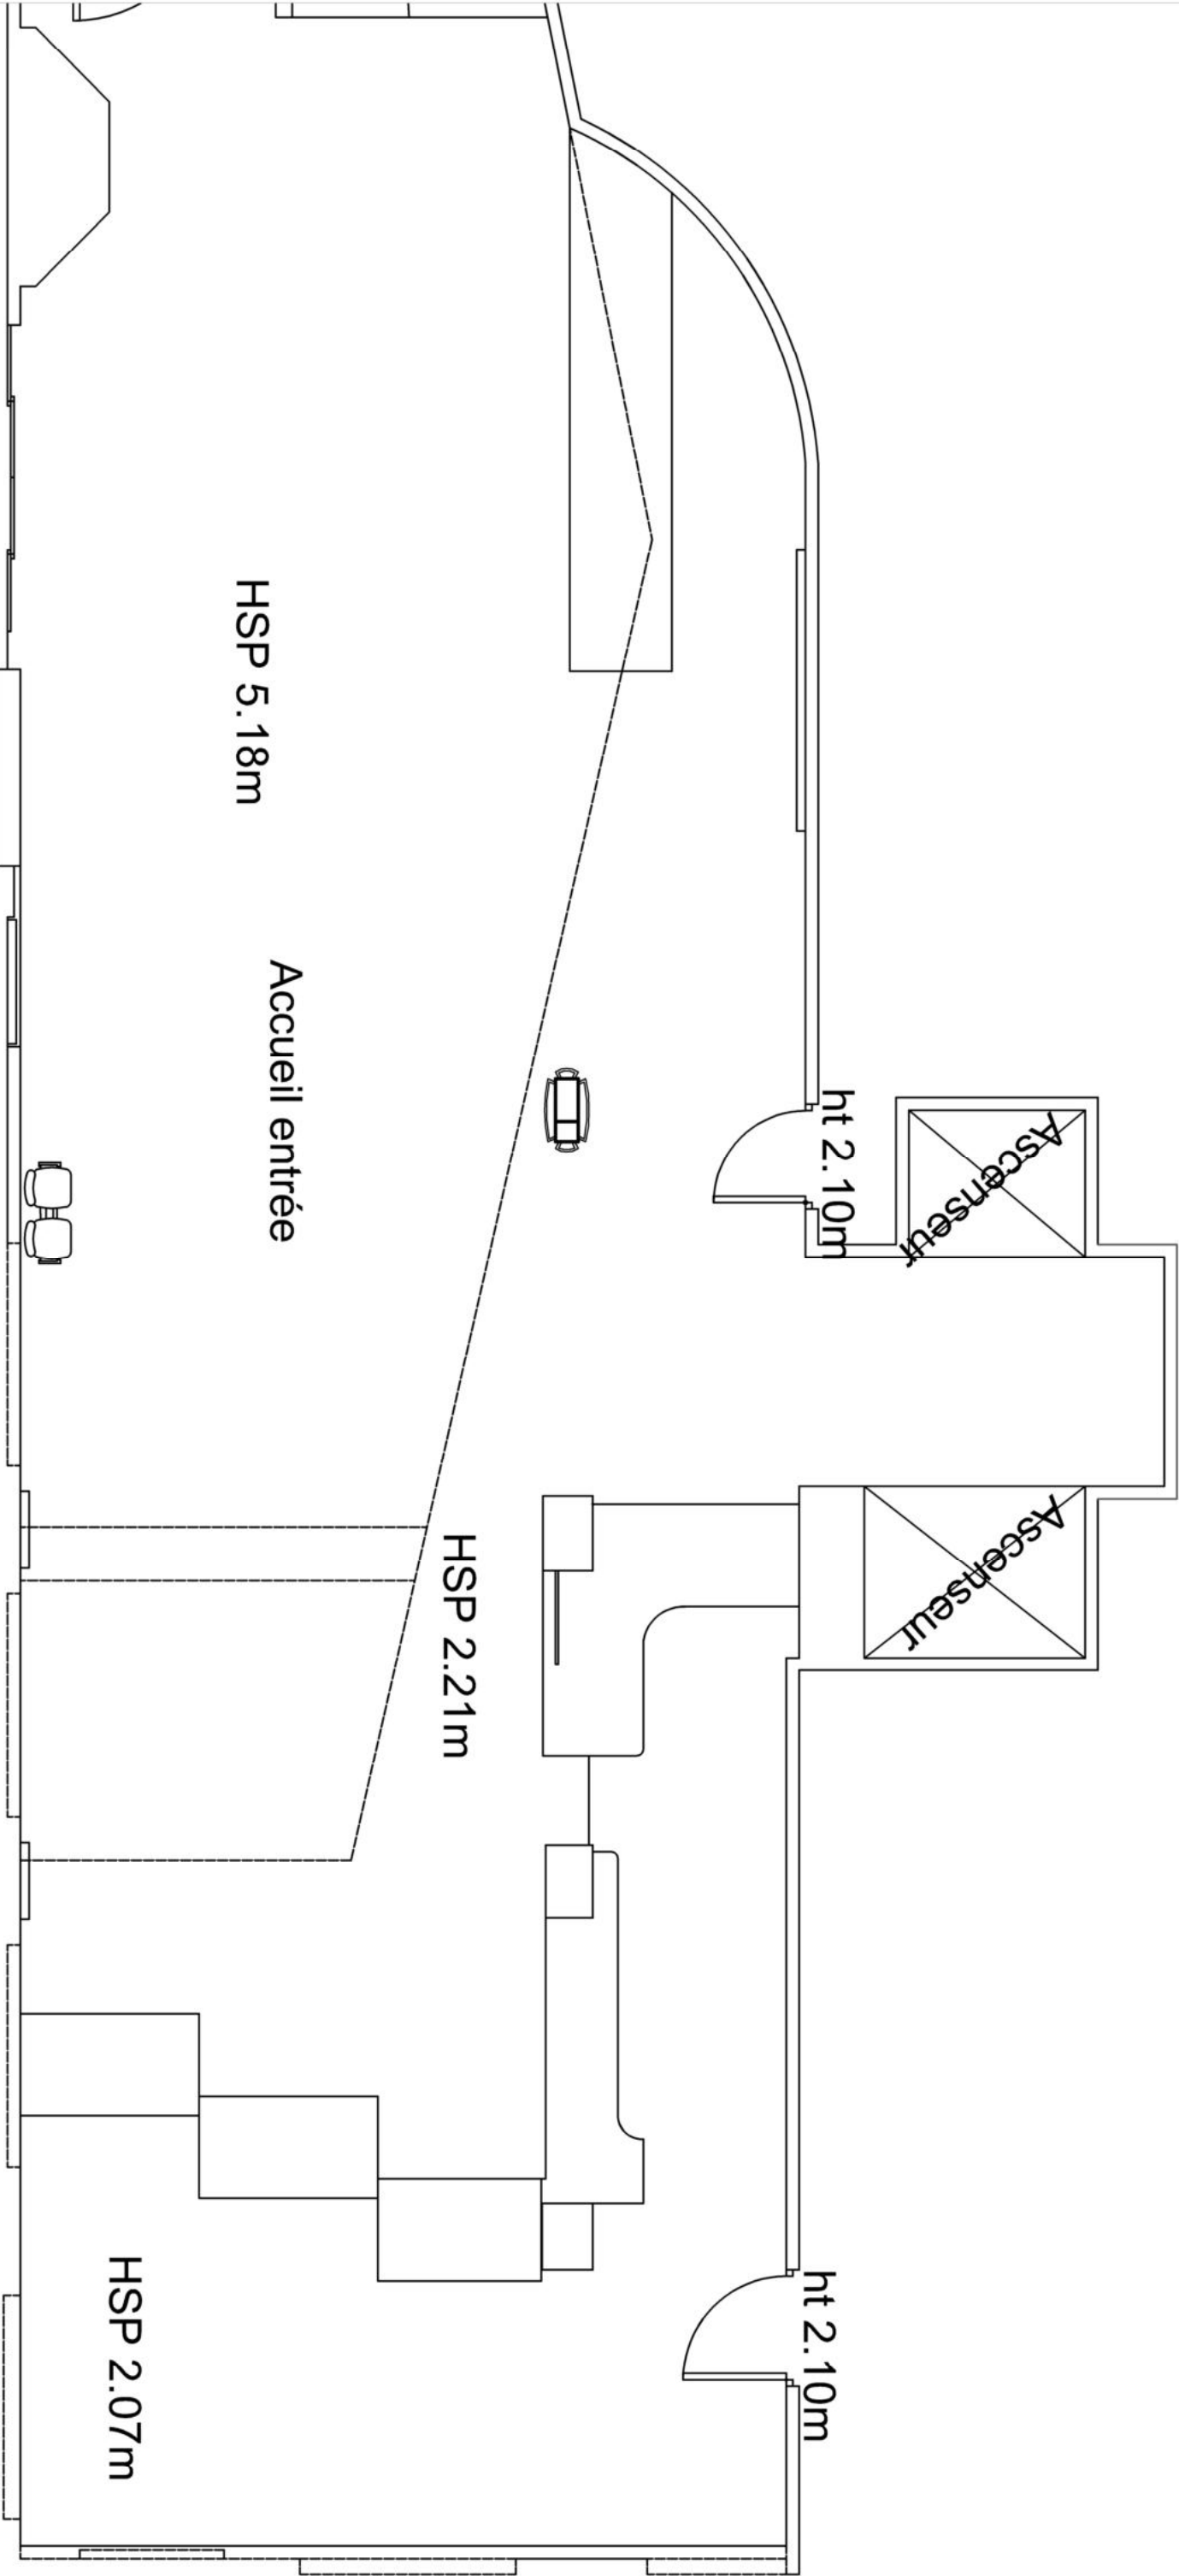 HSP 5.18m
Accueil entrée
ht 2.10m
Ascenseur
Ascenseur
HSP 2.21m
ht 2.10m
HSP 2.07m